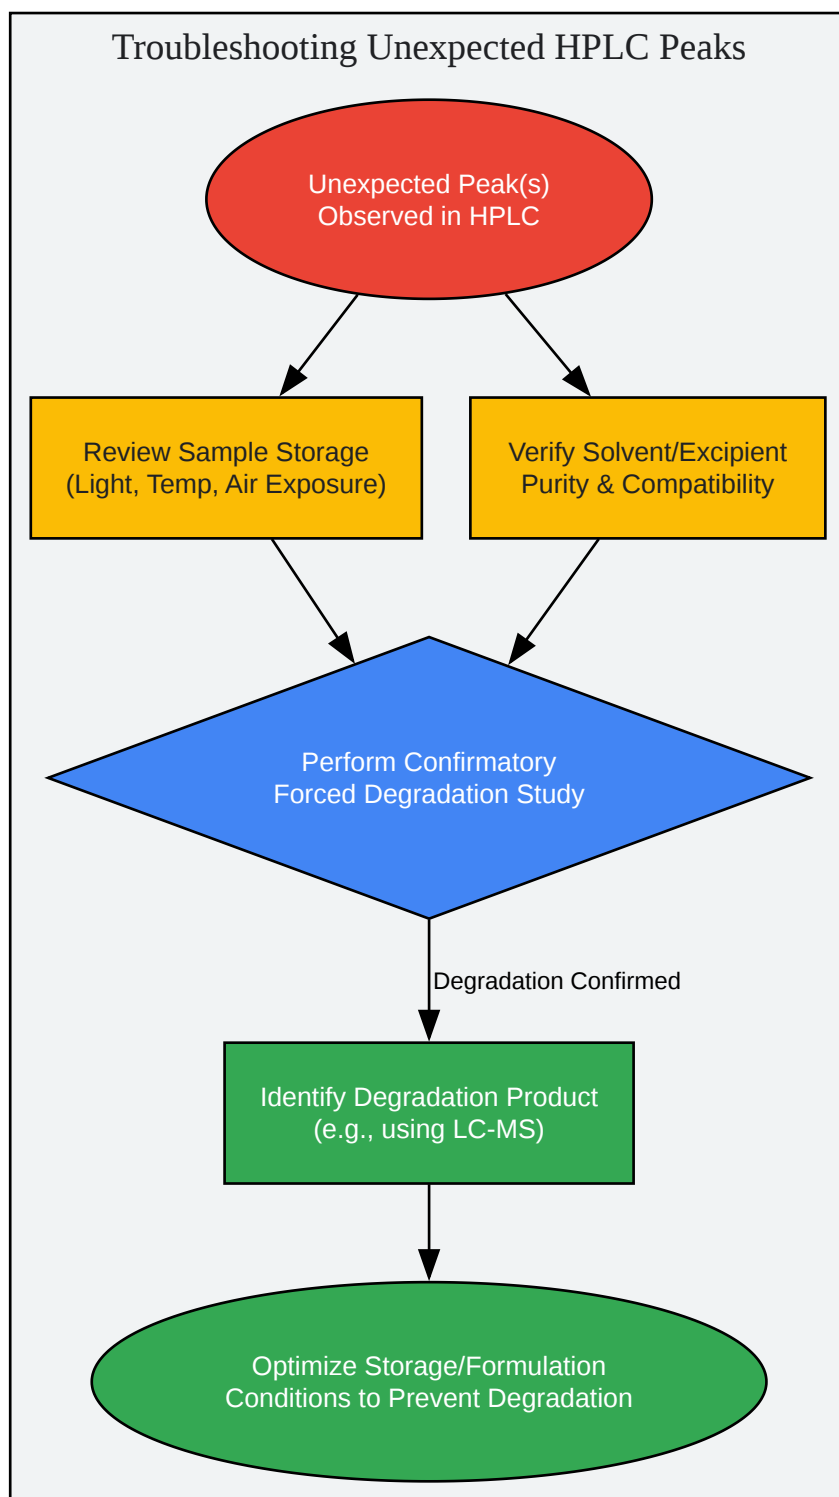 Troubleshooting Unexpected HPLC Peaks
Unexpected Peak(s)
Observed in HPLC
Review Sample Storage
(Light, Temp, Air Exposure)
Verify Solvent/Excipient
Purity & Compatibility
Perform Confirmatory
Forced Degradation Study
Degradation Confirmed
Identify Degradation Product
(e.g., using LC-MS)
Optimize Storage/Formulation
Conditions to Prevent Degradation